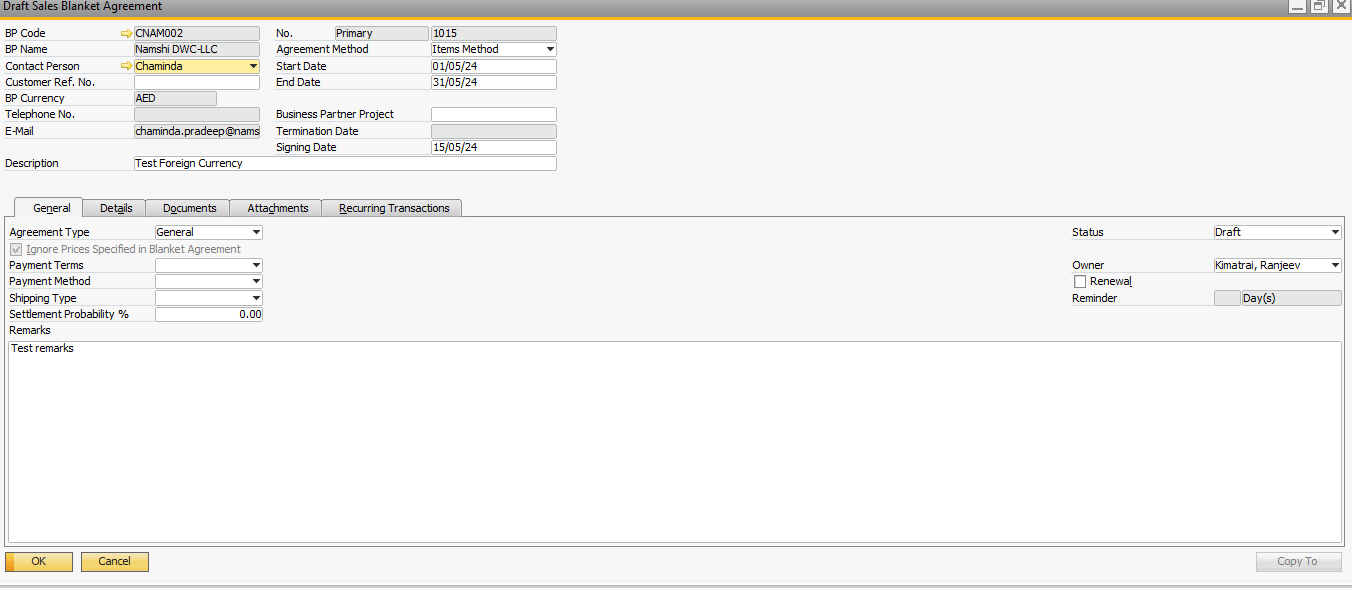 Draft Sales Blanket Agreement
BP Code CNAM002 No. Primary 1015
BP Name Namshi DWC-LLC Agreement Method Items Method
Contact Person Chaminda Start Date 01/05/24
Customer Ref. No. End Date 31/05/24
BP Currency AED
Telephone No. Business Partner Project
E-Mail chaminda.pradeep@nams Termination Date
Signing Date 15/05/24
Description Test Foreign Currency
General Details Documents Attachments Recurring Transactions
Agreement Type General Status Draft
Ignore Prices Specified in Blanket Agreement
Payment Terms Owner Kimatrai, Ranjeev
Payment Method Renewal
Shipping Type Reminder Day(s)
Settlement Probability % 0.00
Remarks
Test remarks
OK Cancel Copy To